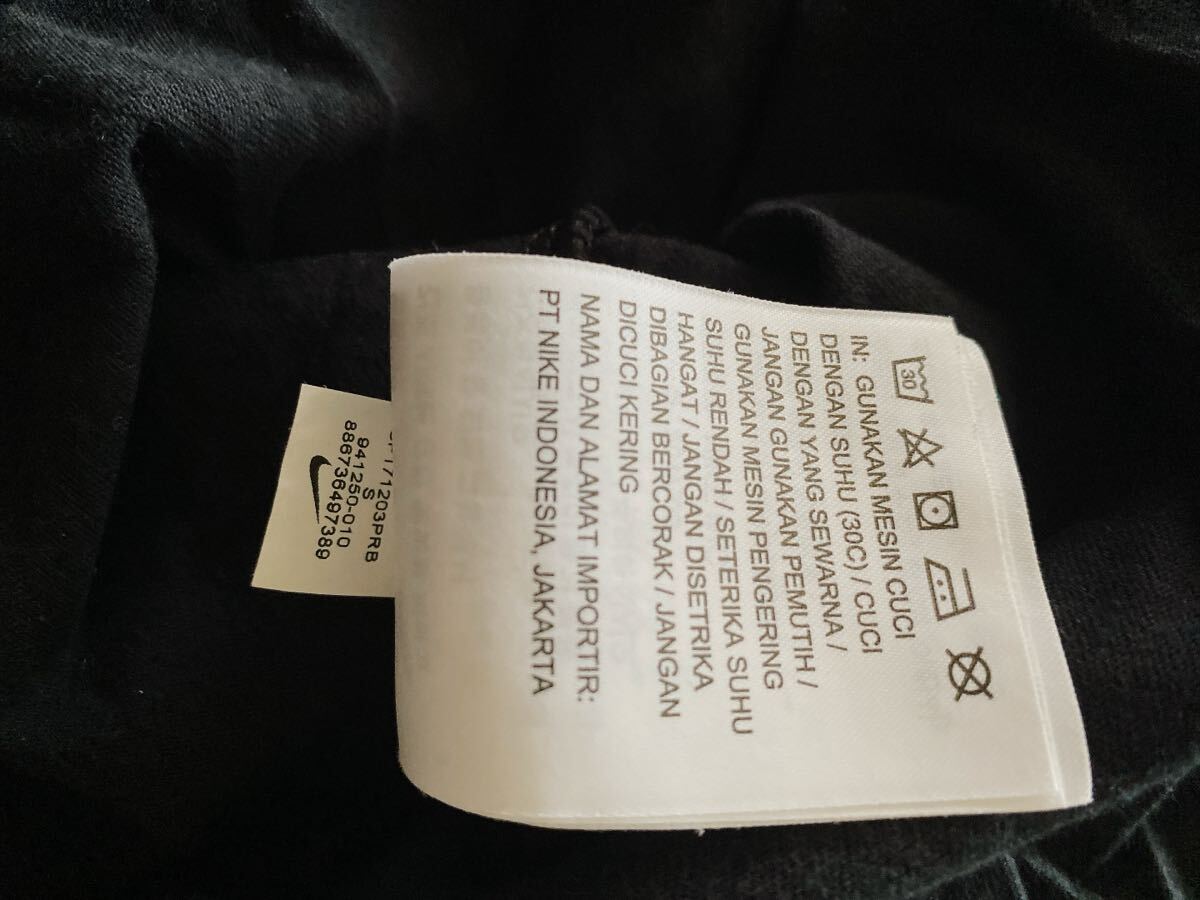 30
IN: GUNAKAN MESIN CUCI
DENGAN SUHU (30C) / CUCI
DENGAN YANG SEWARNA /
JANGAN GUNAKAN PEMUTIH /
GUNAKAN MESIN PENGERING
SUHU RENDAH / SETERIKA SUHU
HANGAT / JANGAN DISETRIKA
DIBAGIAN BERCORAK / JANGAN
DICUCI KERING
NAMA DAN ALAMAT IMPORTIR:
PT NIKE INDONESIA, JAKARTA
S
941250-010
886736497389